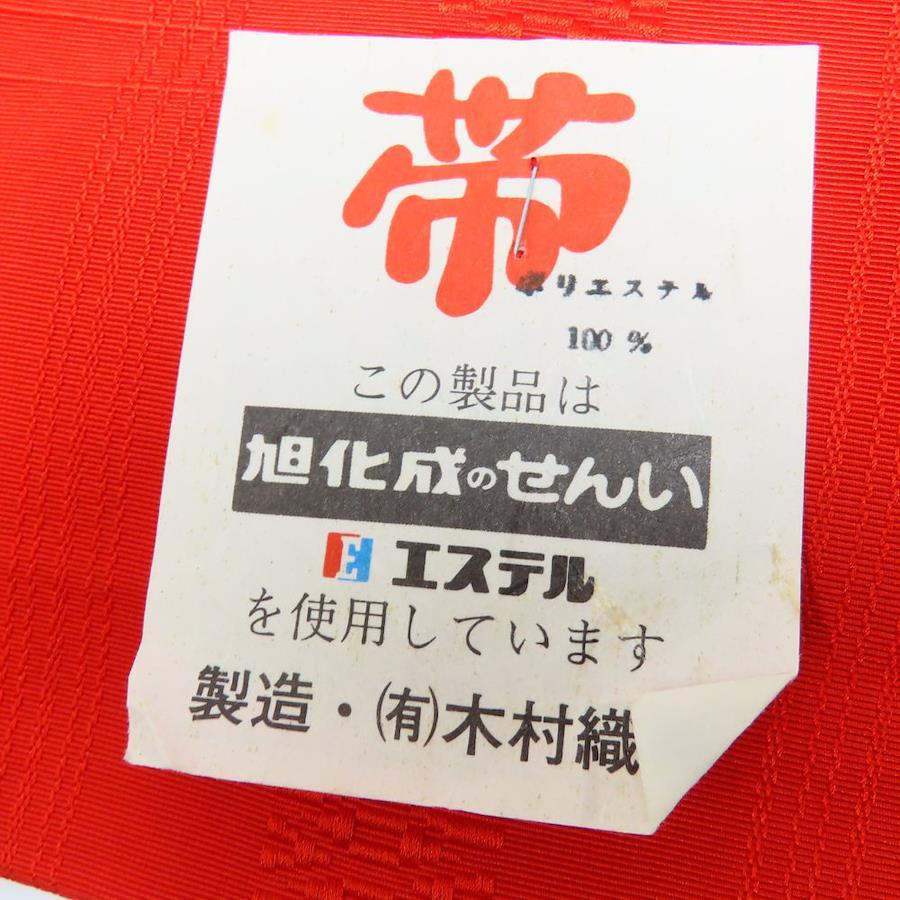 帯
ポリエステル
100 %
この製品は
旭化成のせんい
E エステル
を使用しています
製造・(有)木村織